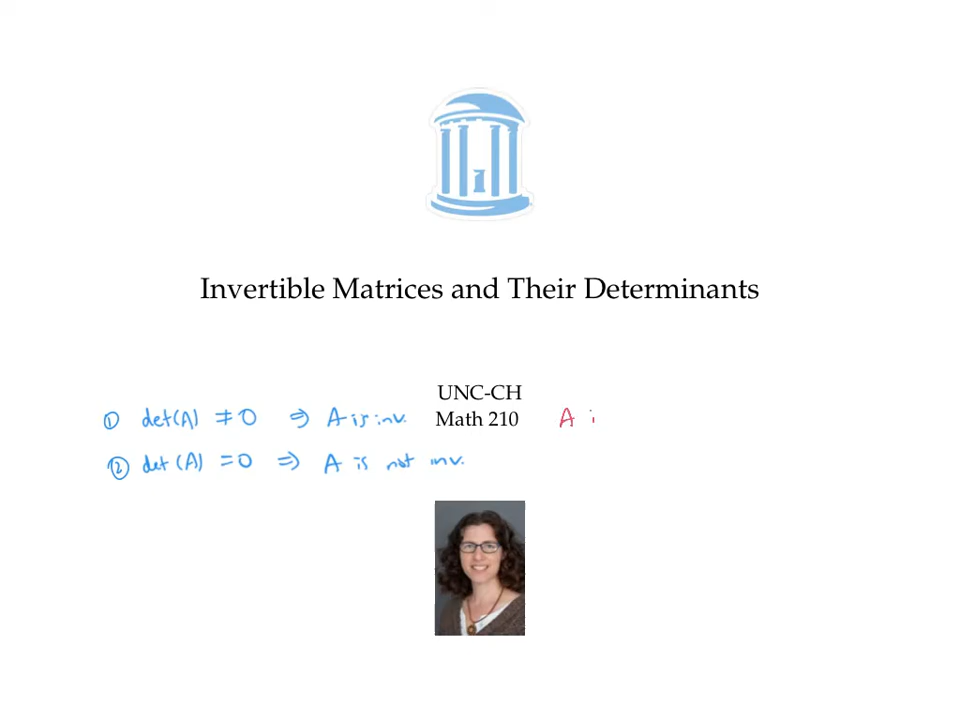 Invertible Matrices and Their Determinants
UNC-CH
① det(A) ≠ 0 ⇒ A is inv. Math 210 A i
② det(A) = 0 ⇒ A is not inv.